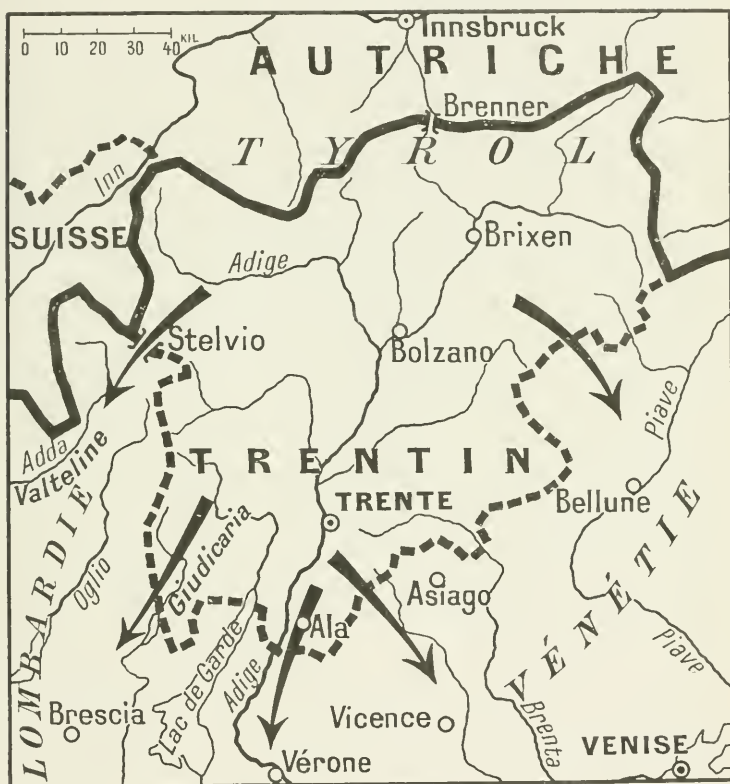 0 10 20 30 40 KIL
Innsbruck
AUTRICHE
Brenner
TYROL
Inn
SUISSE
Brixen
Adige
Stelvio
Bolzano
Piave
Adda
Valteline
TRENTIN
TRENTE
Bellune
LOMBARDIE
Oglio
Giudicaria
Asiago
VÉNÉTIE
Ala
Lac de Garde
Adige
Piave
Brescia
Vicence
Brenta
VENISE
Vérone